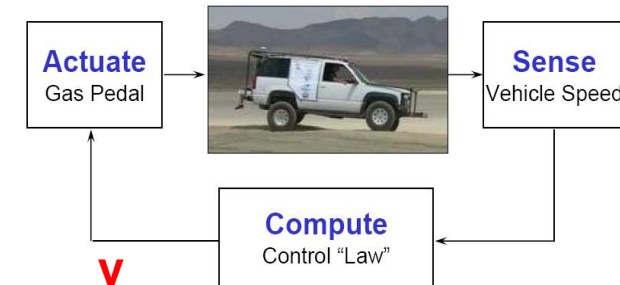 Actuate
Gas Pedal
Sense
Vehicle Speed
Compute
Control “Law”
v